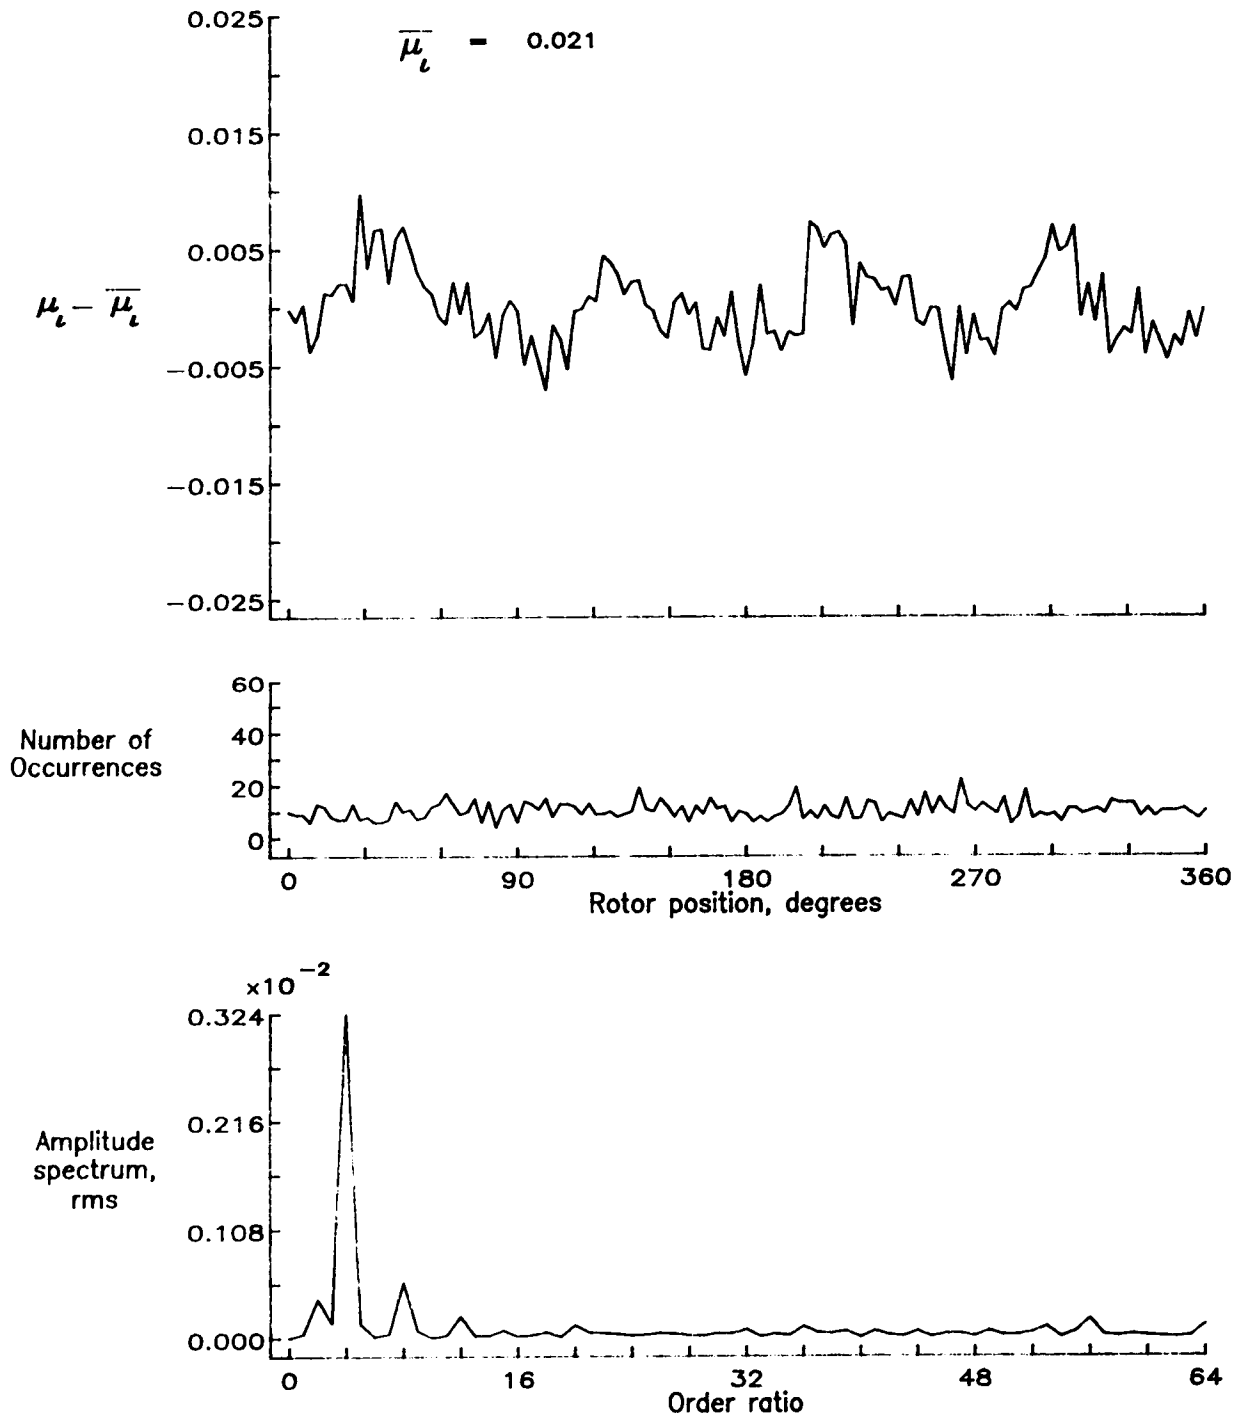 0.025
μ̅ι = 0.021
0.015
0.005
μι − μ̅ι
−0.005
−0.015
−0.025
60
Number of
Occurrences
40
20
0
0 90 180 270 360
Rotor position, degrees
×10⁻²
0.324
0.216
Amplitude
spectrum,
rms
0.108
0.000
0 16 32 48 64
Order ratio